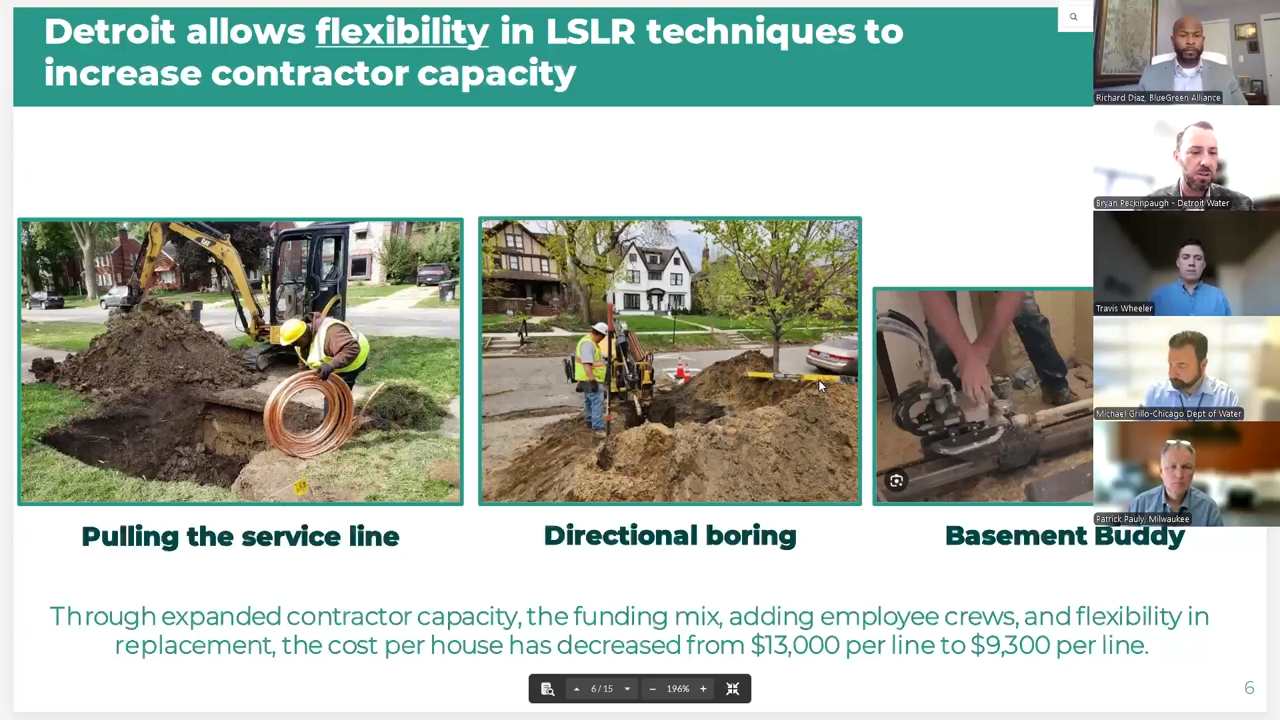 Detroit allows flexibility in LSLR techniques to
increase contractor capacity
Richard Diaz, BlueGreen Alliance
Bryan Peckinpaugh - Detroit Water
Travis Wheeler
Michael Grillo-Chicago Dept of Water
Patrick Pauly, Milwaukee
CAT
Pulling the service line
Directional boring
Basement Buddy
Through expanded contractor capacity, the funding mix, adding employee crews, and flexibility in
replacement, the cost per house has decreased from $13,000 per line to $9,300 per line.
6 / 15
196%
6